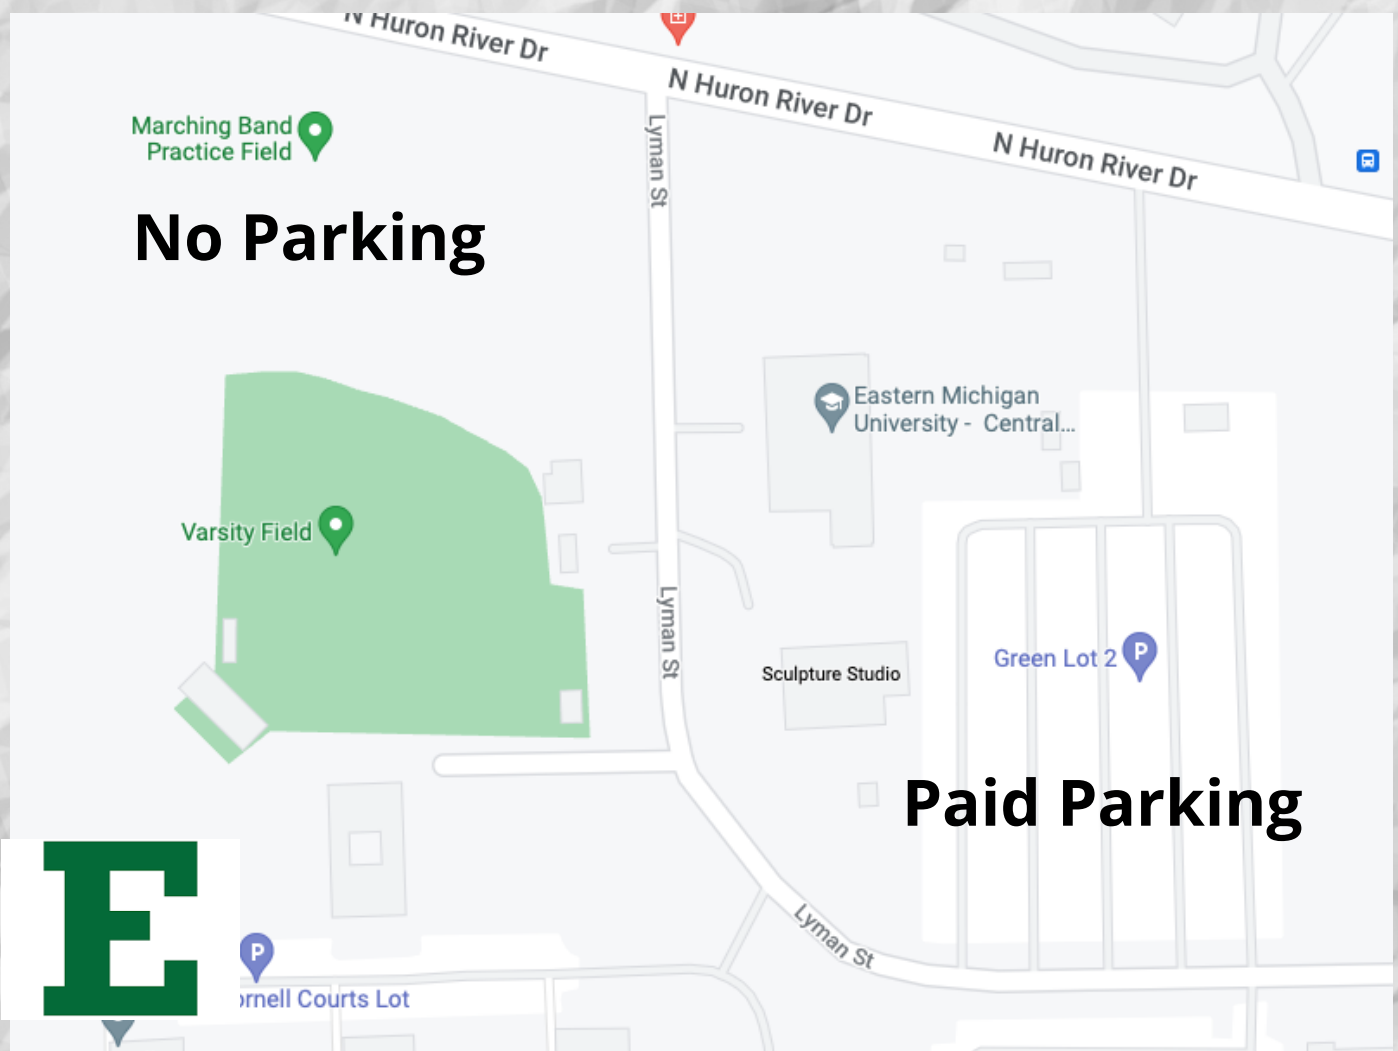 N Huron River Dr
N Huron River Dr
N Huron River Dr
Marching Band
Practice Field
Lyman St
No Parking
Eastern Michigan
University - Central...
Varsity Field
Lyman St
Green Lot 2
P
Sculpture Studio
Paid Parking
E
Lyman St
P
ornell Courts Lot